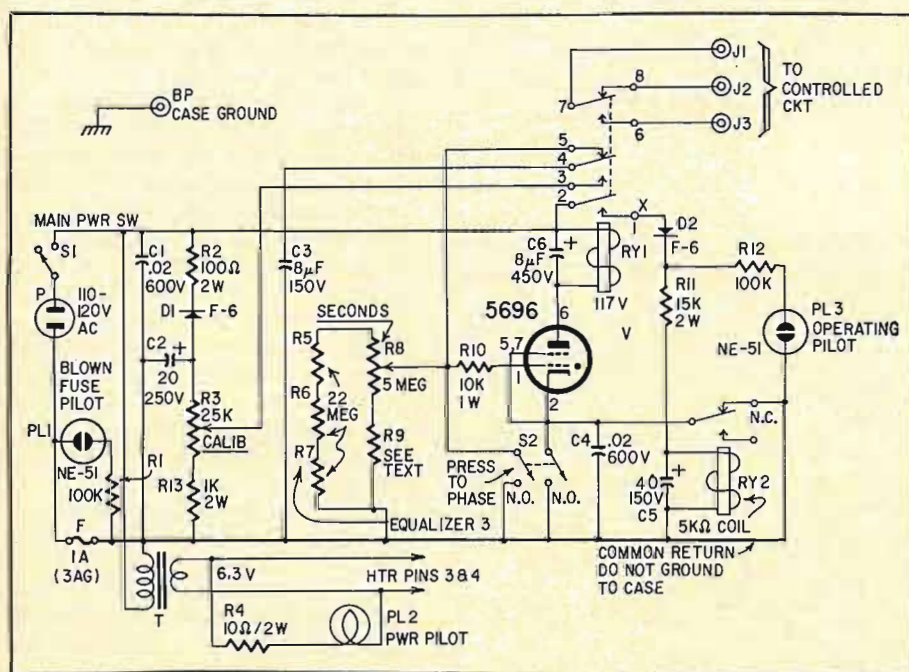 BP
CASE GROUND
J1
J2
J3
TO
CONTROLLED
CKT
8
7
6
5
4
3
2
X
1
MAIN PWR SW
S1
P
110-
120V
AC
C1
.02
600V
R2
100Ω
2W
D1
F-6
C2
+
20
250V
R3
25K
CALIB
R13
1K
2W
BLOWN
FUSE
PILOT
PL1
NE-51
100K
R1
F
1A
(3AG)
T
6.3 V
HTR PINS 3&4
R4
10Ω/2W
PL2
PWR PILOT
C3
8μF
150V
SECONDS
R5
R6
R7
22
MEG
R8
5 MEG
R9
SEE
TEXT
EQUALIZER 3
R10
10K
1W
5696
5,7
1
6
2
C6
+
8μF
450V
RY1
117 V
V
PRESS
TO
PHASE
S2
N.O.
N.O.
C4
.02
600V
D2
F-6
R11
15K
2W
R12
100K
PL3
OPERATING
PILOT
NE-51
N.C.
40
150V
C5
+
RY2
5KΩ COIL
COMMON RETURN
DO NOT GROUND
TO CASE